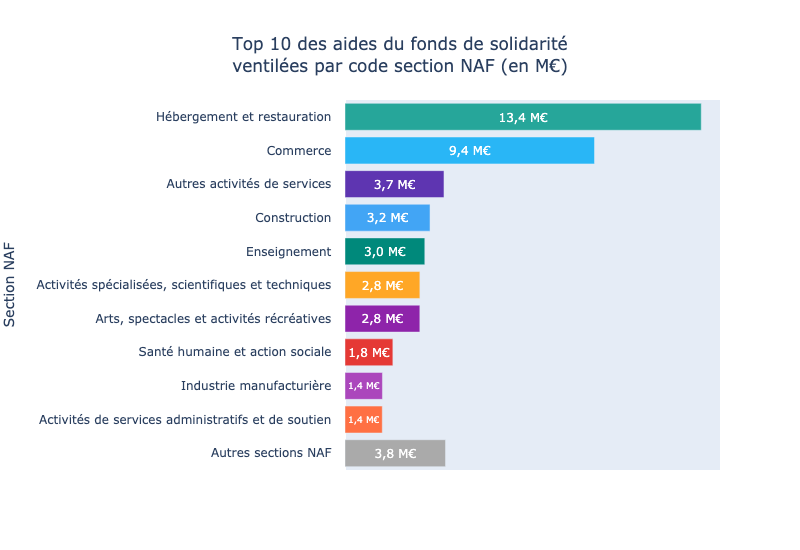 Top 10 des aides du fonds de solidarité
ventilées par code section NAF (en M€)
Section NAF
Hébergement et restauration 13,4 M€
Commerce 9,4 M€
Autres activités de services 3,7 M€
Construction 3,2 M€
Enseignement 3,0 M€
Activités spécialisées, scientifiques et techniques 2,8 M€
Arts, spectacles et activités récréatives 2,8 M€
Santé humaine et action sociale 1,8 M€
Industrie manufacturière 1,4 M€
Activités de services administratifs et de soutien 1,4 M€
Autres sections NAF 3,8 M€